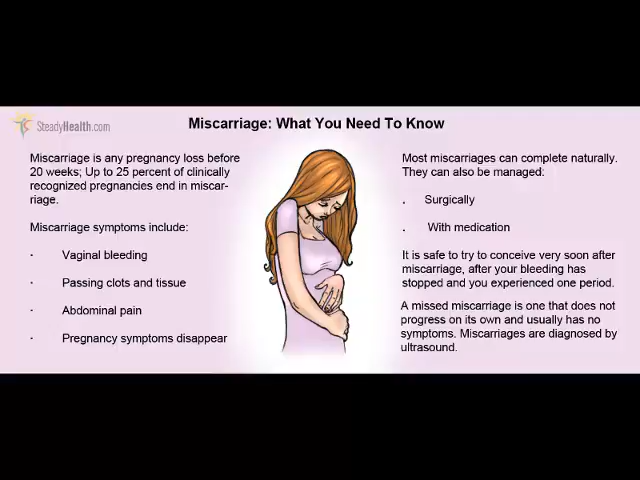 SteadyHealth.com
Miscarriage: What You Need To Know
Miscarriage is any pregnancy loss before
20 weeks; Up to 25 percent of clinically
recognized pregnancies end in miscar-
riage.
Miscarriage symptoms include:
· Vaginal bleeding
· Passing clots and tissue
· Abdominal pain
· Pregnancy symptoms disappear
Most miscarriages can complete naturally.
They can also be managed:
. Surgically
. With medication
It is safe to try to conceive very soon after
miscarriage, after your bleeding has
stopped and you experienced one period.
A missed miscarriage is one that does not
progress on its own and usually has no
symptoms. Miscarriages are diagnosed by
ultrasound.